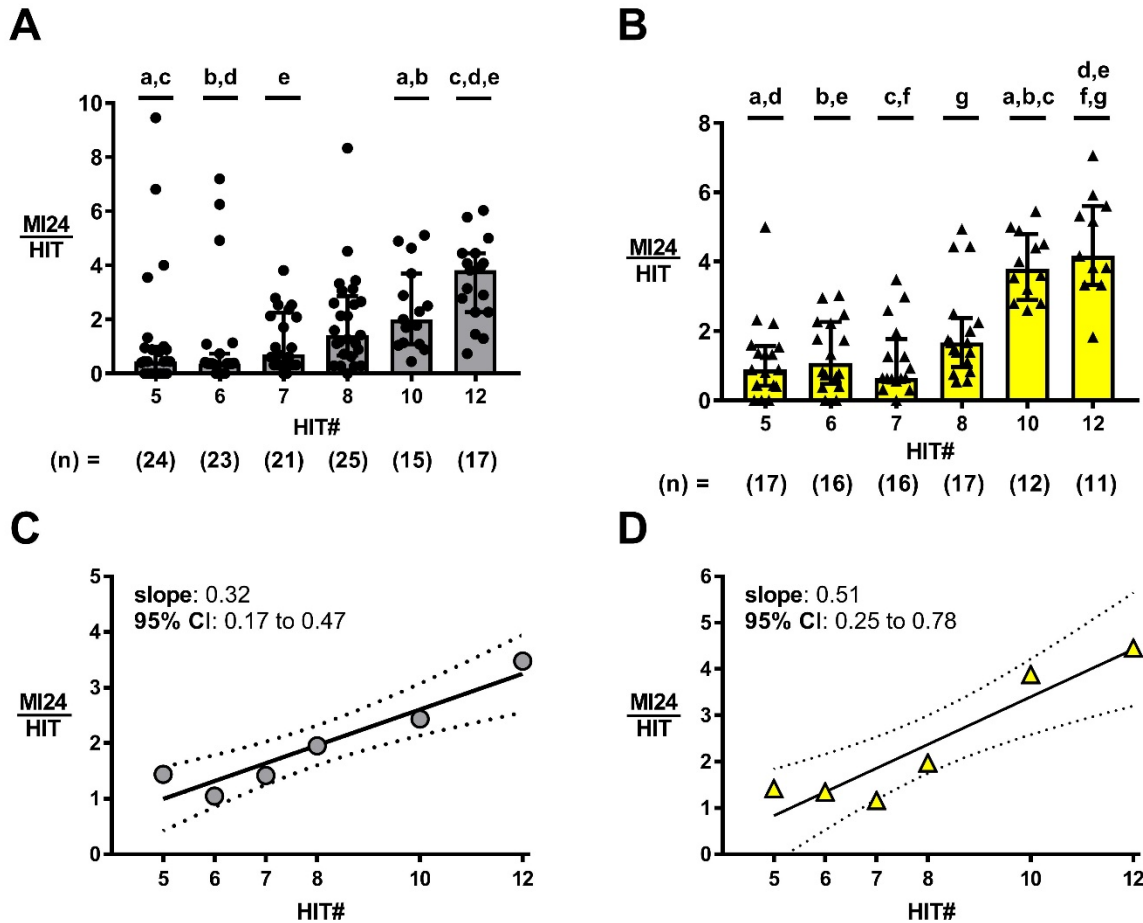 A
a,c b,d e a,b c,d,e
10
8
6
4
2
0
MI24
HIT
5 6 7 8 10 12
HIT#
(n) = (24) (23) (21) (25) (15) (17)
B
d,e
a,d b,e c,f g a,b,c f,g
8
6
4
2
0
MI24
HIT
5 6 7 8 10 12
HIT#
(n) = (17) (16) (16) (17) (12) (11)
C
slope: 0.32
95% CI: 0.17 to 0.47
5
4
3
2
1
0
MI24
HIT
5 6 7 8 10 12
HIT#
D
slope: 0.51
95% CI: 0.25 to 0.78
6
5
4
3
2
1
0
MI24
HIT
5 6 7 8 10 12
HIT#